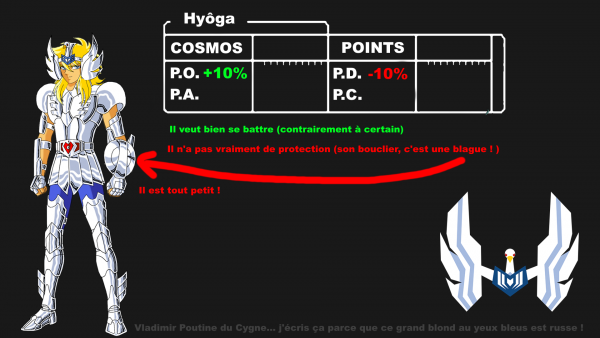 Hyôga
COSMOS POINTS
P.O. +10% P.D. -10%
P.A. P.C.
Il veut bien se battre (contrairement à certain)
Il n'a pas vraiment de protection (son bouclier, c'est une blague ! )
Il est tout petit !
Vladimir Poutine du Cygne... j'écris ça parce que ce grand blond au yeux bleus est russe !